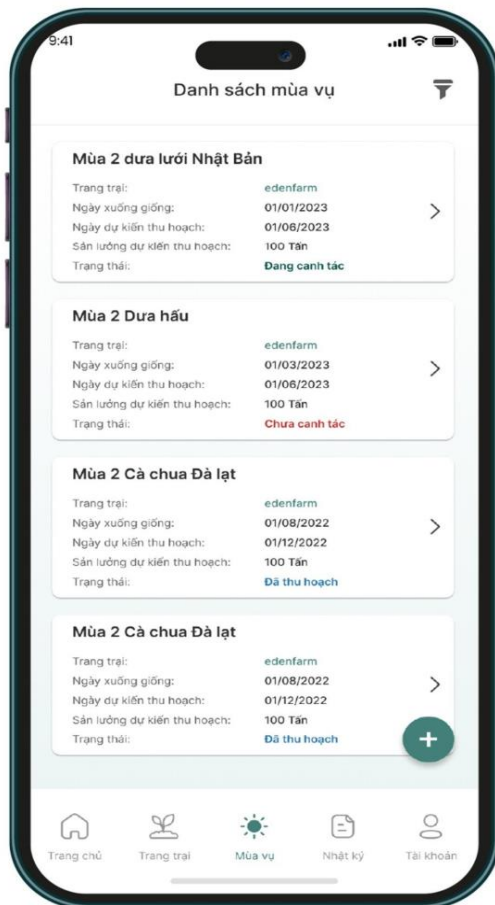 9:41
Danh sách mùa vụ
Mùa 2 dưa lưới Nhật Bản
Trang trại: edenfarm
Ngày xuống giống: 01/01/2023
Ngày dự kiến thu hoạch: 01/06/2023
Sản lưởng dự kiến thu hoạch: 100 Tấn
Trạng thái: Đang canh tác
Mùa 2 Dưa hấu
Trang trại: edenfarm
Ngày xuống giống: 01/03/2023
Ngày dự kiến thu hoạch: 01/06/2023
Sản lưởng dự kiến thu hoạch: 100 Tấn
Trạng thái: Chưa canh tác
Mùa 2 Cà chua Đà lạt
Trang trại: edenfarm
Ngày xuống giống: 01/08/2022
Ngày dự kiến thu hoạch: 01/12/2022
Sản lưởng dự kiến thu hoạch: 100 Tấn
Trạng thái: Đã thu hoạch
Mùa 2 Cà chua Đà lạt
Trang trại: edenfarm
Ngày xuống giống: 01/08/2022
Ngày dự kiến thu hoạch: 01/12/2022
Sản lưởng dự kiến thu hoạch: 100 Tấn
Trạng thái: Đã thu hoạch
Trang chủ Trang trại Mùa vụ Nhật ký Tài khoản